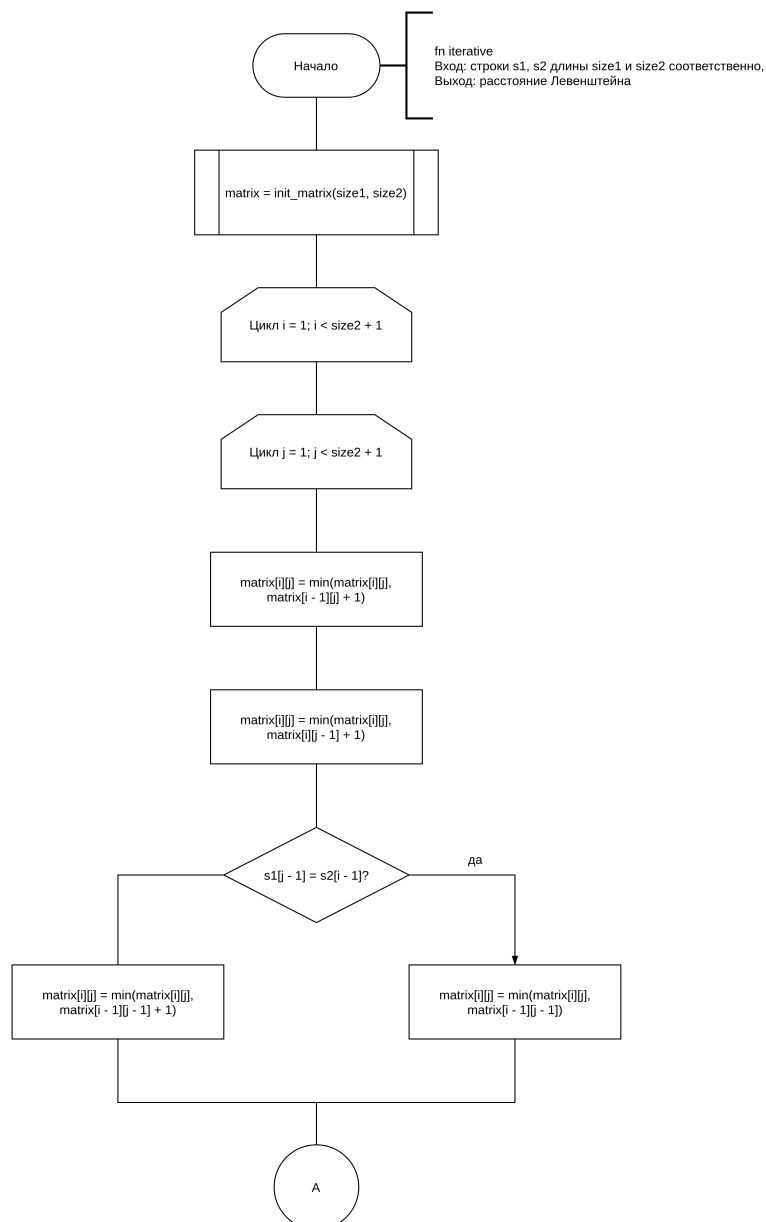 Начало
fn iterative
Вход: строки s1, s2 длины size1 и size2 соответственно,
Выход: расстояние Левенштейна
matrix = init_matrix(size1, size2)
Цикл i = 1; i < size2 + 1
Цикл j = 1; j < size2 + 1
matrix[i][j] = min(matrix[i][j],
matrix[i - 1][j] + 1)
matrix[i][j] = min(matrix[i][j],
matrix[i][j - 1] + 1)
s1[j - 1] = s2[i - 1]?
да
matrix[i][j] = min(matrix[i][j],
matrix[i - 1][j - 1] + 1)
matrix[i][j] = min(matrix[i][j],
matrix[i - 1][j - 1])
A